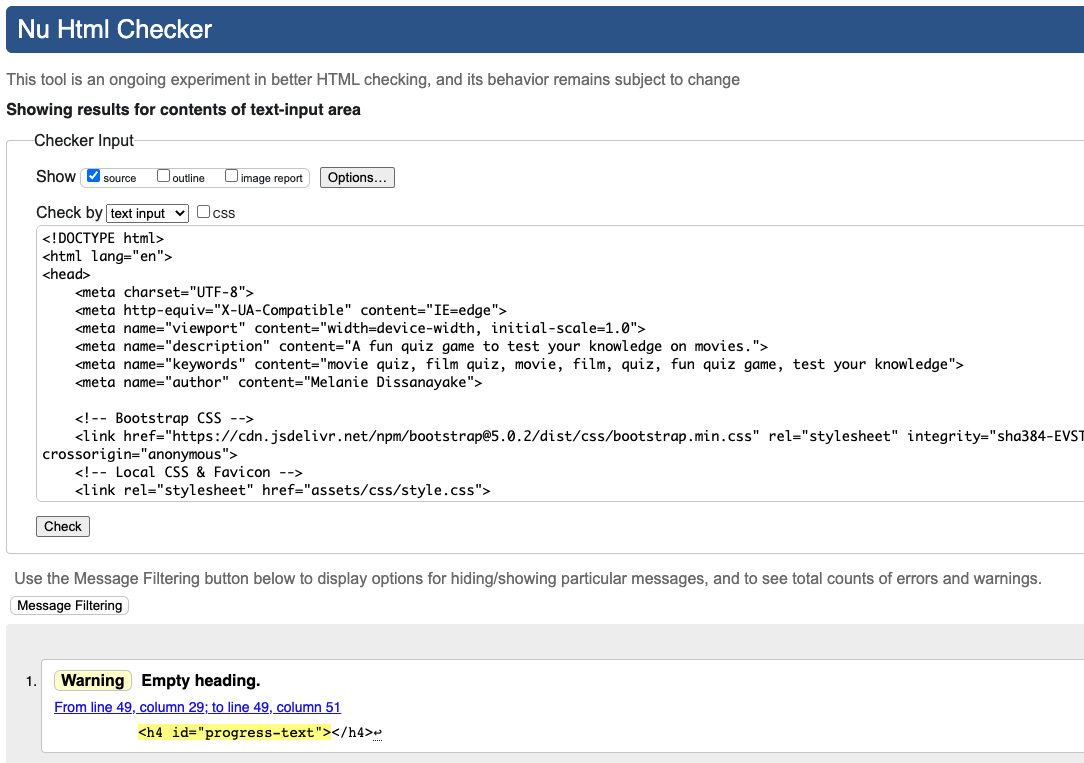 Nu Html Checker
This tool is an ongoing experiment in better HTML checking, and its behavior remains subject to change
Showing results for contents of text-input area
Checker Input
Show source outline image report Options...
Check by text input css
<!DOCTYPE html>
<html lang="en">
<head>
    <meta charset="UTF-8">
    <meta http-equiv="X-UA-Compatible" content="IE=edge">
    <meta name="viewport" content="width=device-width, initial-scale=1.0">
    <meta name="description" content="A fun quiz game to test your knowledge on movies.">
    <meta name="keywords" content="movie quiz, film quiz, movie, film, quiz, fun quiz game, test your knowledge">
    <meta name="author" content="Melanie Dissanayake">
    <!-- Bootstrap CSS -->
    <link href="https://cdn.jsdelivr.net/npm/bootstrap@5.0.2/dist/css/bootstrap.min.css" rel="stylesheet" integrity="sha384-EVST
crossorigin="anonymous">
    <!-- Local CSS & Favicon -->
    <link rel="stylesheet" href="assets/css/style.css">
Check
Use the Message Filtering button below to display options for hiding/showing particular messages, and to see total counts of errors and warnings.
Message Filtering
1. Warning Empty heading.
From line 49, column 29; to line 49, column 51
<h4 id="progress-text"></h4>↩